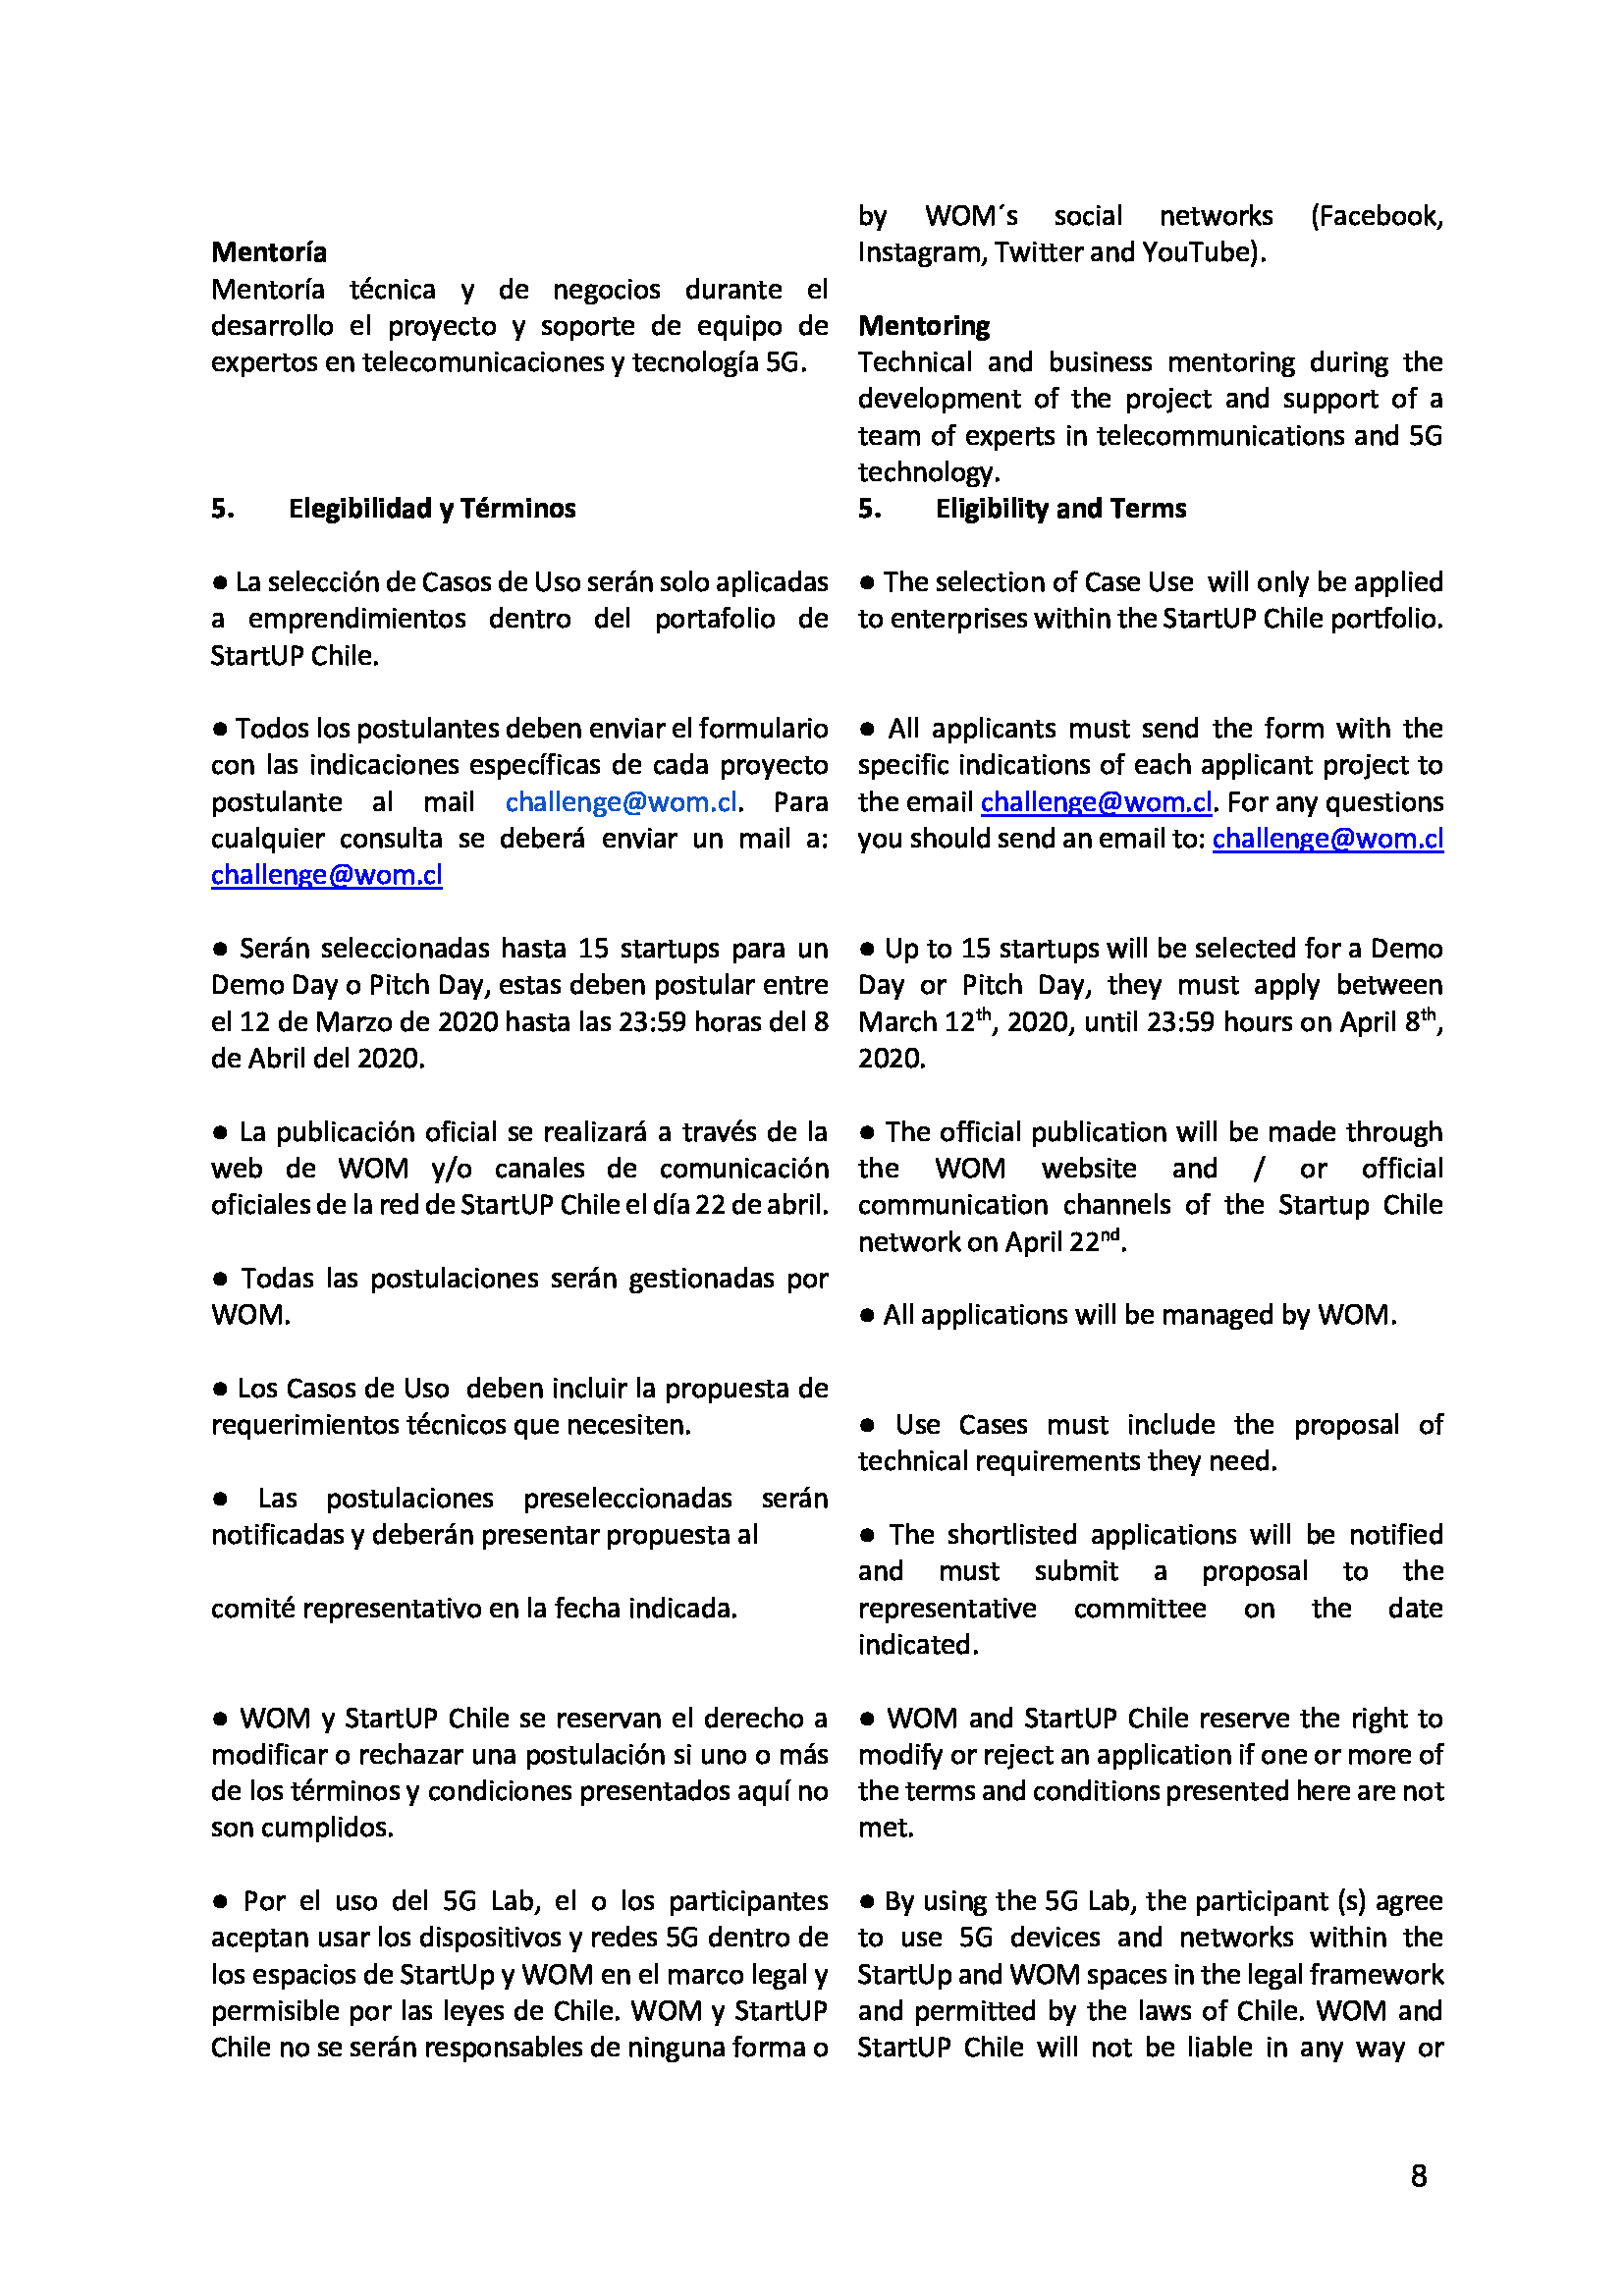 Mentoría
Mentoría técnica y de negocios durante el
desarrollo el proyecto y soporte de equipo de
expertos en telecomunicaciones y tecnología 5G.
5. Elegibilidad y Términos
● La selección de Casos de Uso serán solo aplicadas
a emprendimientos dentro del portafolio de
StartUP Chile.
● Todos los postulantes deben enviar el formulario
con las indicaciones específicas de cada proyecto
postulante al mail challenge@wom.cl. Para
cualquier consulta se deberá enviar un mail a:
challenge@wom.cl
● Serán seleccionadas hasta 15 startups para un
Demo Day o Pitch Day, estas deben postular entre
el 12 de Marzo de 2020 hasta las 23:59 horas del 8
de Abril del 2020.
● La publicación oficial se realizará a través de la
web de WOM y/o canales de comunicación
oficiales de la red de StartUP Chile el día 22 de abril.
● Todas las postulaciones serán gestionadas por
WOM.
● Los Casos de Uso deben incluir la propuesta de
requerimientos técnicos que necesiten.
● Las postulaciones preseleccionadas serán
notificadas y deberán presentar propuesta al
comité representativo en la fecha indicada.
● WOM y StartUP Chile se reservan el derecho a
modificar o rechazar una postulación si uno o más
de los términos y condiciones presentados aquí no
son cumplidos.
● Por el uso del 5G Lab, el o los participantes
aceptan usar los dispositivos y redes 5G dentro de
los espacios de StartUp y WOM en el marco legal y
permisible por las leyes de Chile. WOM y StartUP
Chile no se serán responsables de ninguna forma o
by WOM´s social networks (Facebook,
Instagram, Twitter and YouTube).
Mentoring
Technical and business mentoring during the
development of the project and support of a
team of experts in telecommunications and 5G
technology.
5. Eligibility and Terms
● The selection of Case Use will only be applied
to enterprises within the StartUP Chile portfolio.
● All applicants must send the form with the
specific indications of each applicant project to
the email challenge@wom.cl. For any questions
you should send an email to: challenge@wom.cl
● Up to 15 startups will be selected for a Demo
Day or Pitch Day, they must apply between
March 12th, 2020, until 23:59 hours on April 8th,
2020.
● The official publication will be made through
the WOM website and / or official
communication channels of the Startup Chile
network on April 22nd.
● All applications will be managed by WOM.
● Use Cases must include the proposal of
technical requirements they need.
● The shortlisted applications will be notified
and must submit a proposal to the
representative committee on the date
indicated.
● WOM and StartUP Chile reserve the right to
modify or reject an application if one or more of
the terms and conditions presented here are not
met.
● By using the 5G Lab, the participant (s) agree
to use 5G devices and networks within the
StartUp and WOM spaces in the legal framework
and permitted by the laws of Chile. WOM and
StartUP Chile will not be liable in any way or
8